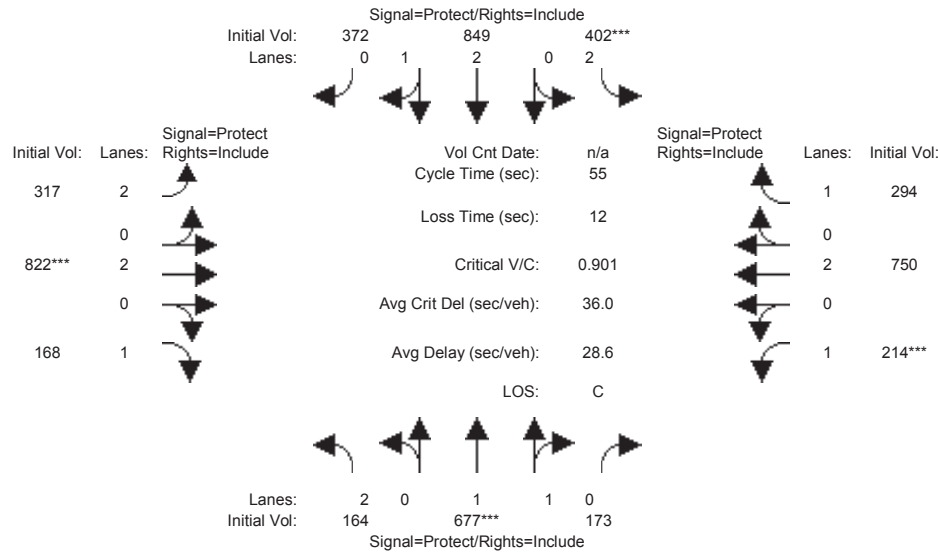 Signal=Protect/Rights=Include
Initial Vol: 372 849 402***
Lanes: 0 1 2 0 2
Signal=Protect Signal=Protect
Initial Vol: Lanes: Rights=Include Vol Cnt Date: n/a Rights=Include Lanes: Initial Vol:
Cycle Time (sec): 55
317 2 1 294
Loss Time (sec): 12
0 0
822*** 2 Critical V/C: 0.901 2 750
0 Avg Crit Del (sec/veh): 36.0 0
168 1 Avg Delay (sec/veh): 28.6 1 214***
LOS: C
Lanes: 2 0 1 1 0
Initial Vol: 164 677*** 173
Signal=Protect/Rights=Include